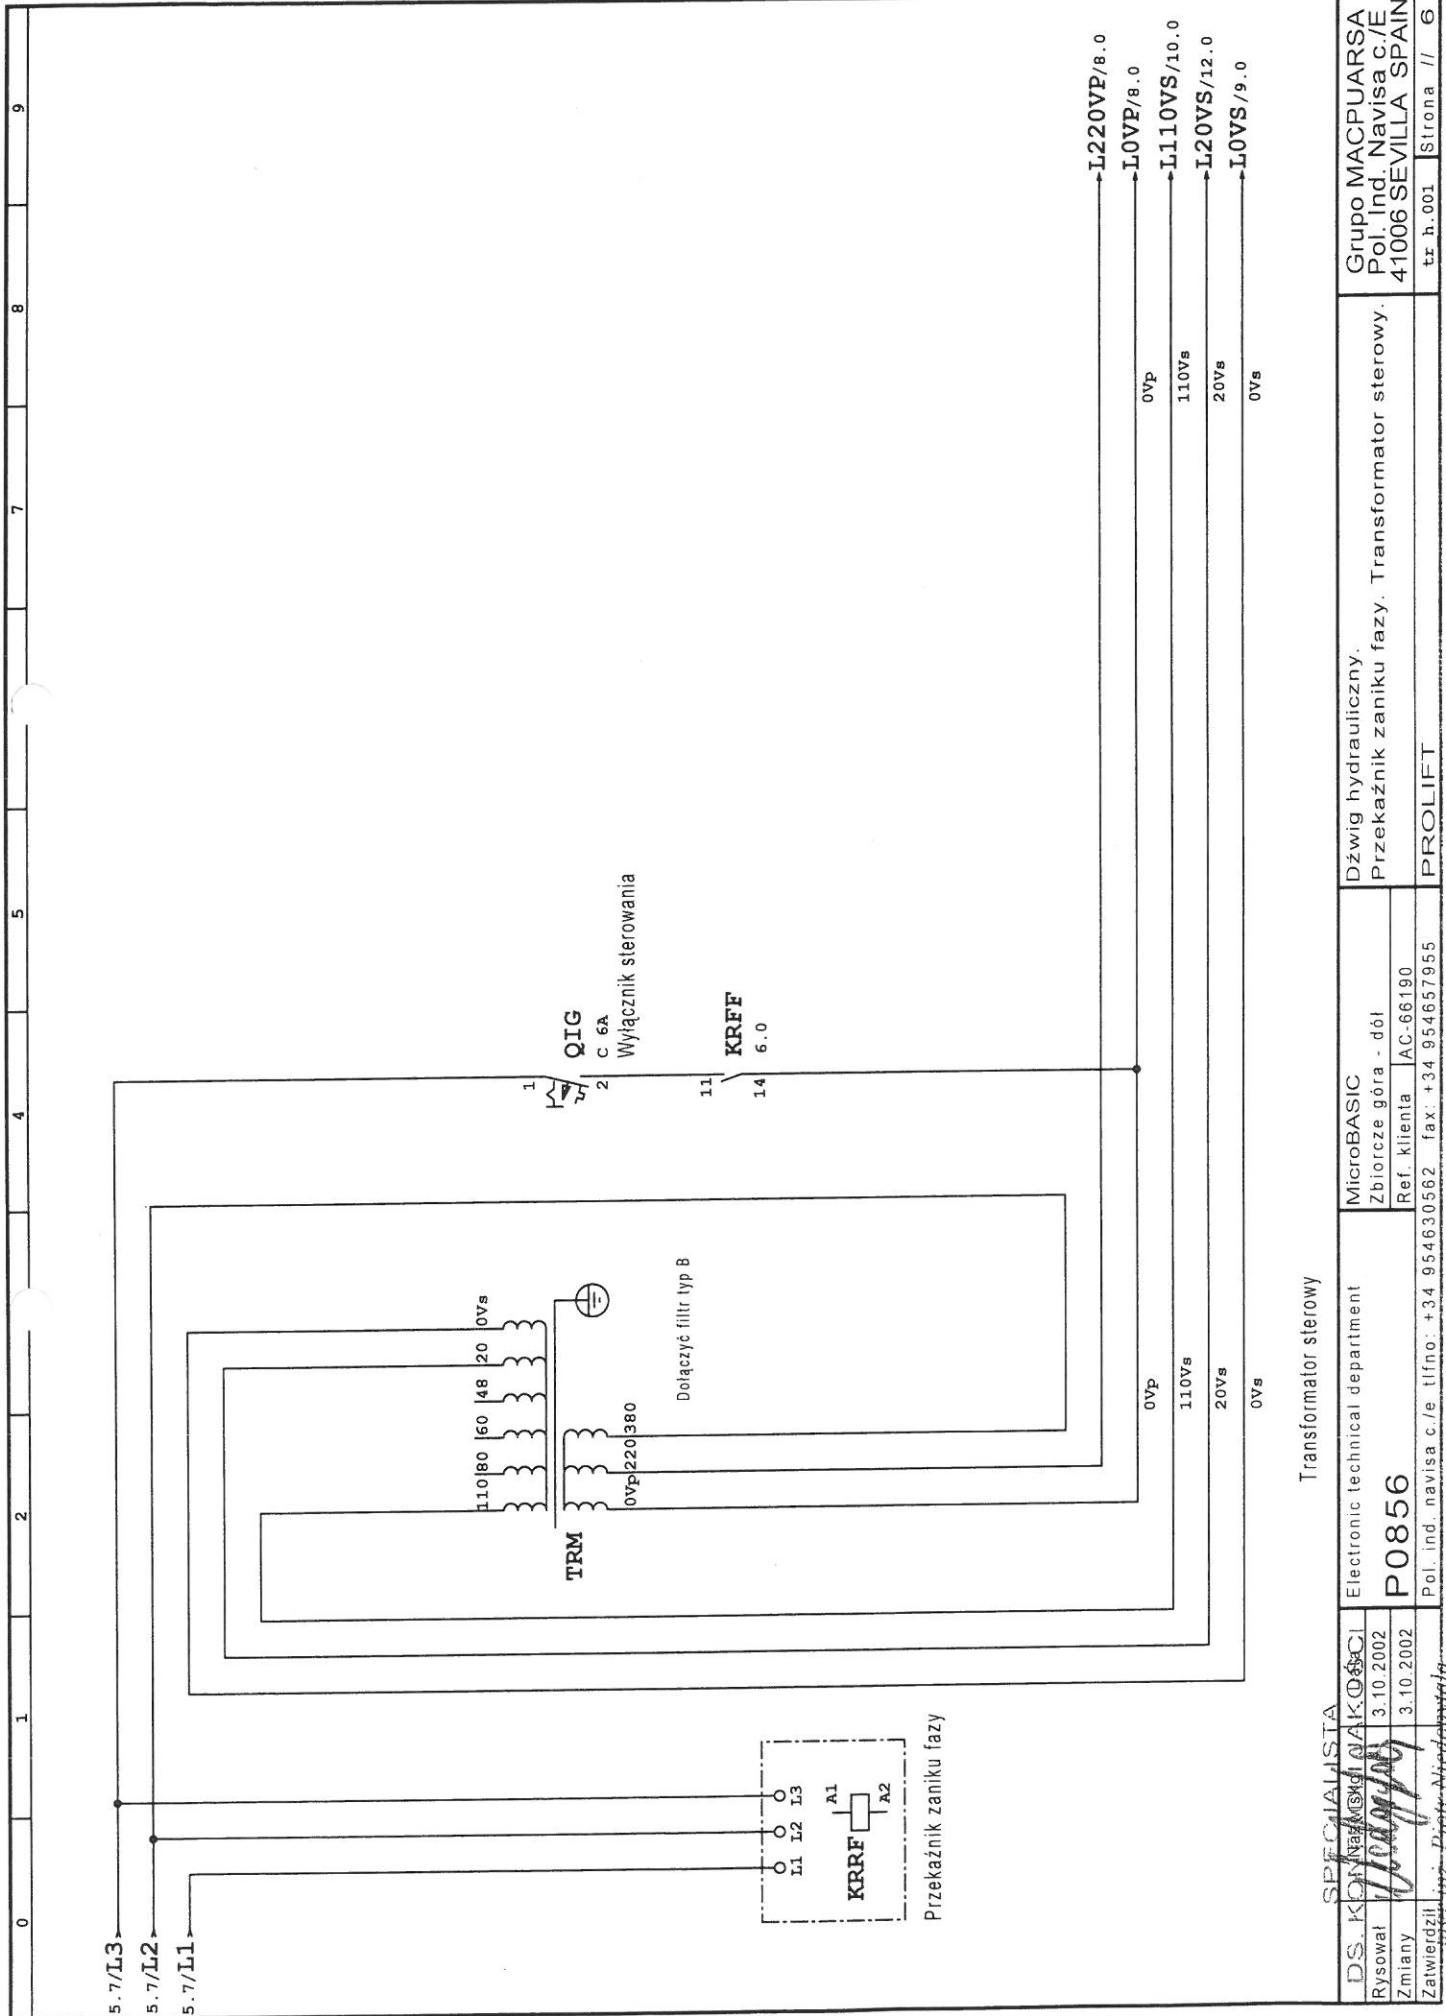 0 1 2 4 5 7 8 9
5.7/L3
5.7/L2
5.7/L1
L1 L2 L3
KRRF
A1
A2
Przekaźnik zaniku fazy
110 80 60 48 20 0Vs
TRM
0Vp 220 380
Dołączyć filtr typ B
1
2
QIG
C 6A
Wyłącznik sterowania
11
14
KRFF
6.0
L220VP/8.0
L0VP/8.0
L110VS/10.0
L20VS/12.0
L0VS/9.0
0Vp 0Vp
110Vs 110Vs
20Vs 20Vs
0Vs 0Vs
Transformator sterowy
SPECJALISTA
DS. KONTROLI JAKOŚCI
Rysował 3.10.2002
Zmiany 3.10.2002
Zatwierdził
Electronic technical department
P0856
MicroBASIC
Zbiorcze góra - dół
Ref. klienta AC-66190
Pol. ind. navisa c./e tlfno: +34 954630562 fax: +34 954657955
Dźwig hydrauliczny.
Przekaźnik zaniku fazy. Transformator sterowy.
PROLIFT
Grupo MACPUARSA
Pol. Ind. Navisa c./E
41006 SEVILLA SPAIN
tr h.001 Strona // 6